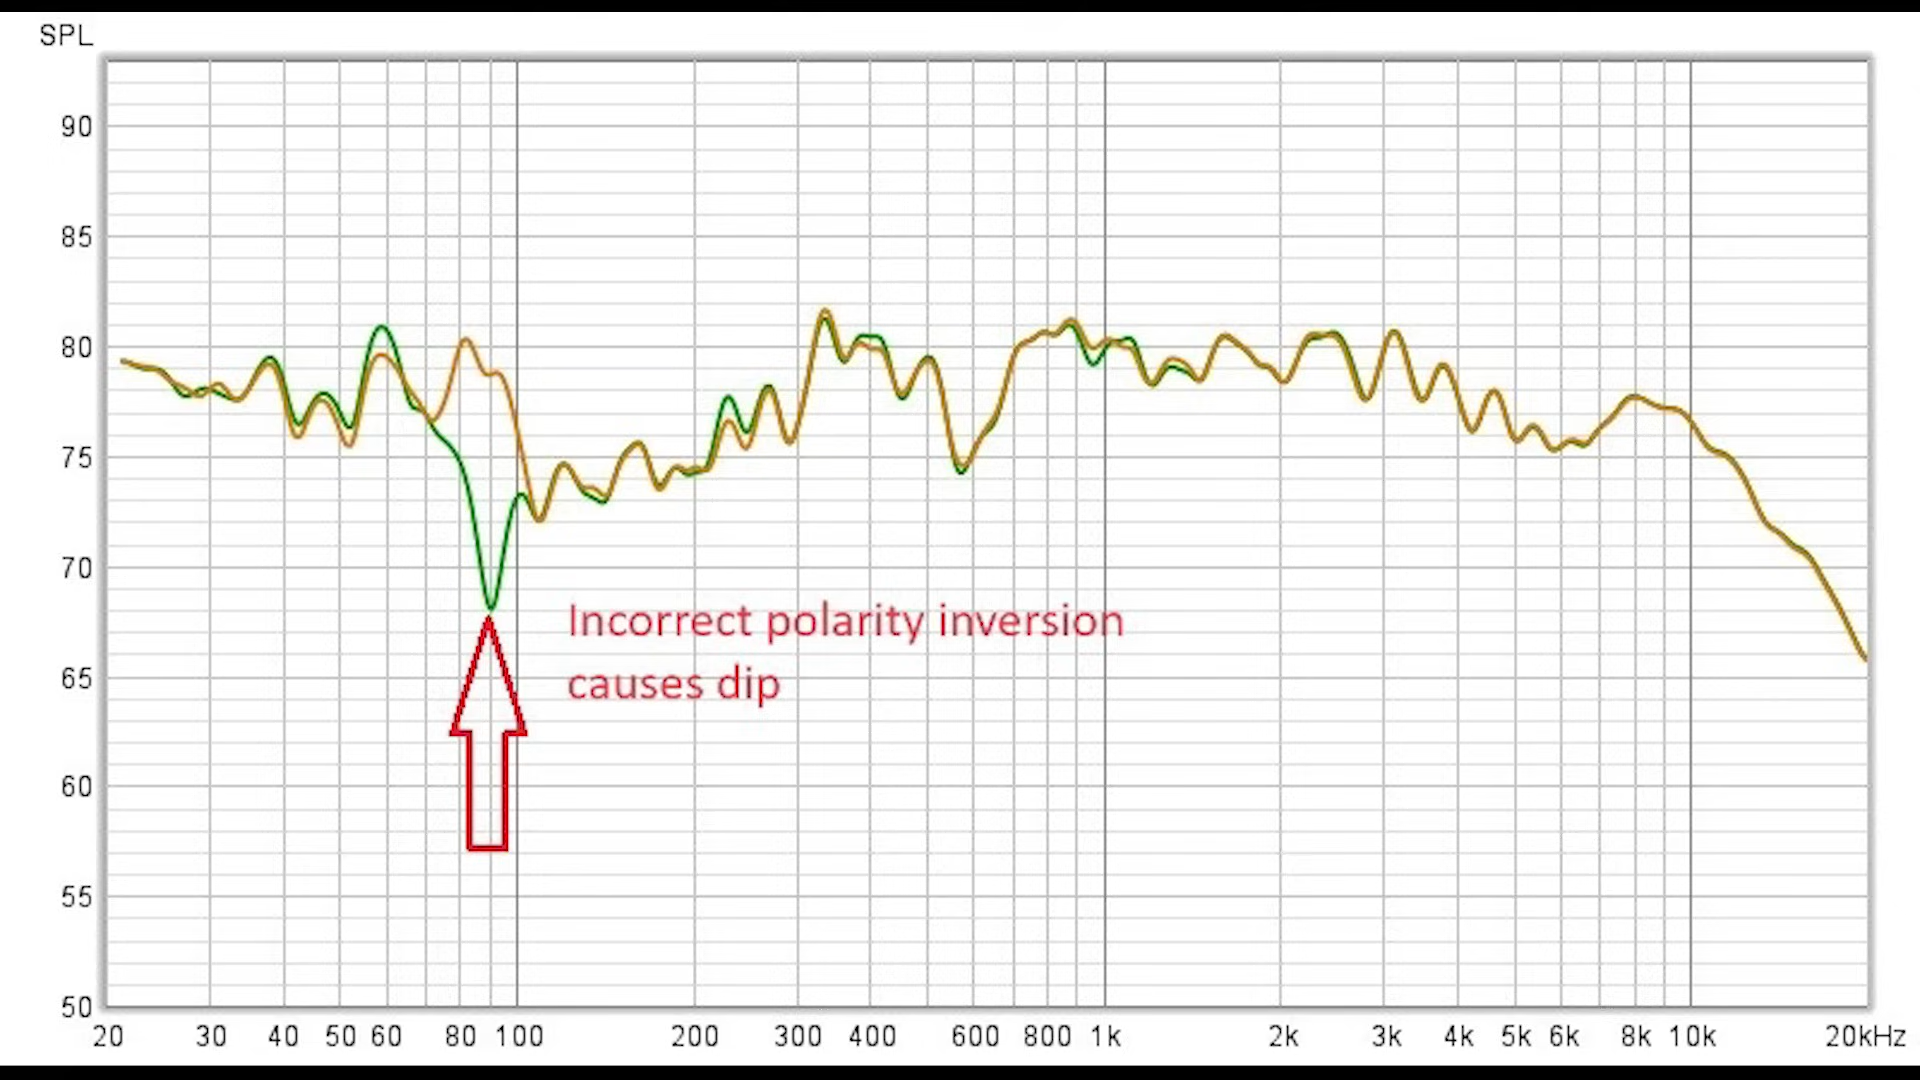 SPL
90
85
80
75
70
Incorrect polarity inversion
causes dip
65
60
55
50
20 30 40 50 60 80 100 200 300 400 600 800 1k 2k 3k 4k 5k 6k 8k 10k 20kHz